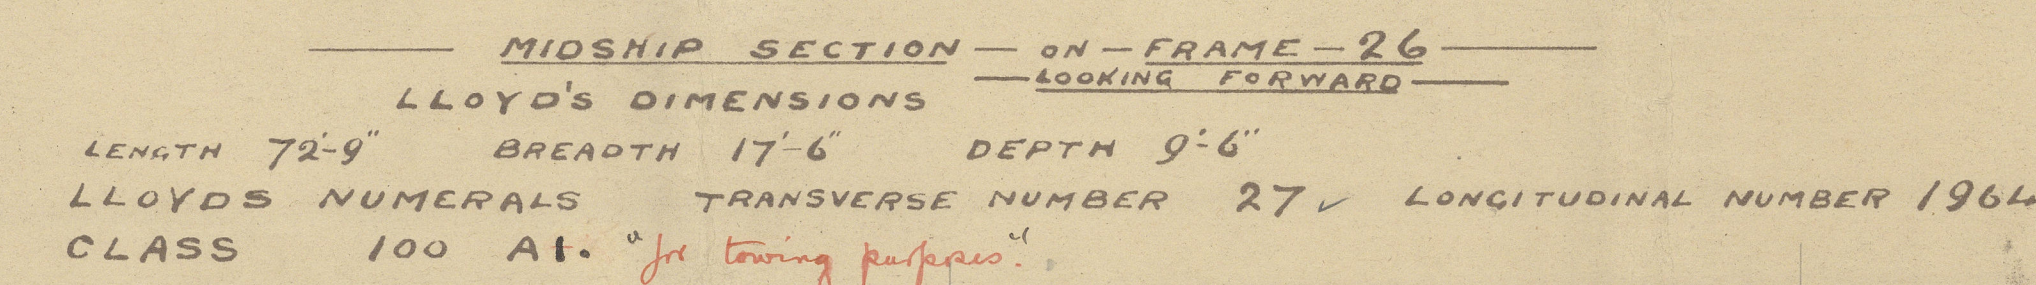 MIDSHIP SECTION — ON — FRAME — 26
— LOOKING FORWARD —
LLOYD'S DIMENSIONS
LENGTH 72'-9" BREADTH 17'-6" DEPTH 9'-6"
LLOYDS NUMERALS TRANSVERSE NUMBER 27 ✓ LONGITUDINAL NUMBER 1964
CLASS 100 A1. "for towing purposes."